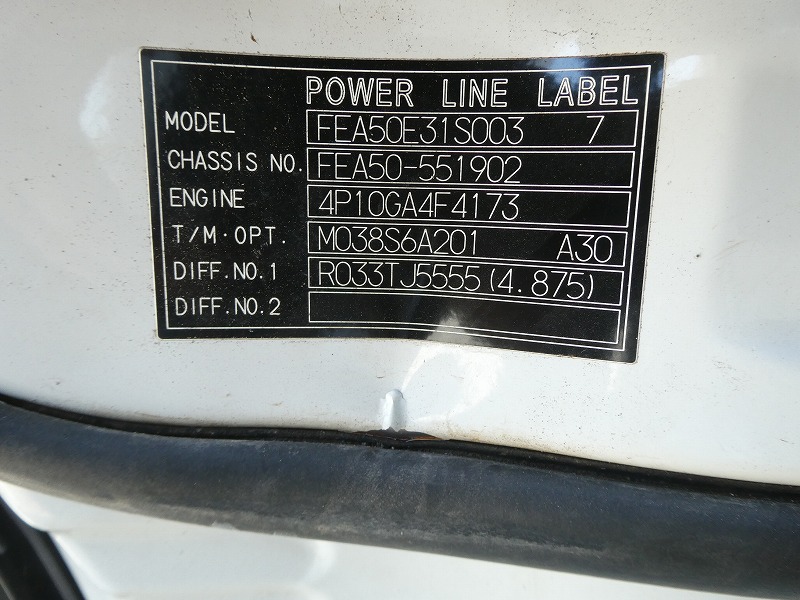 POWER LINE LABEL
MODEL FEA50E31S003 7
CHASSIS NO. FEA50-551902
ENGINE 4P10GA4F4173
T/M·OPT. M038S6A201 A30
DIFF.NO.1 R033TJ5555(4.875)
DIFF.NO.2